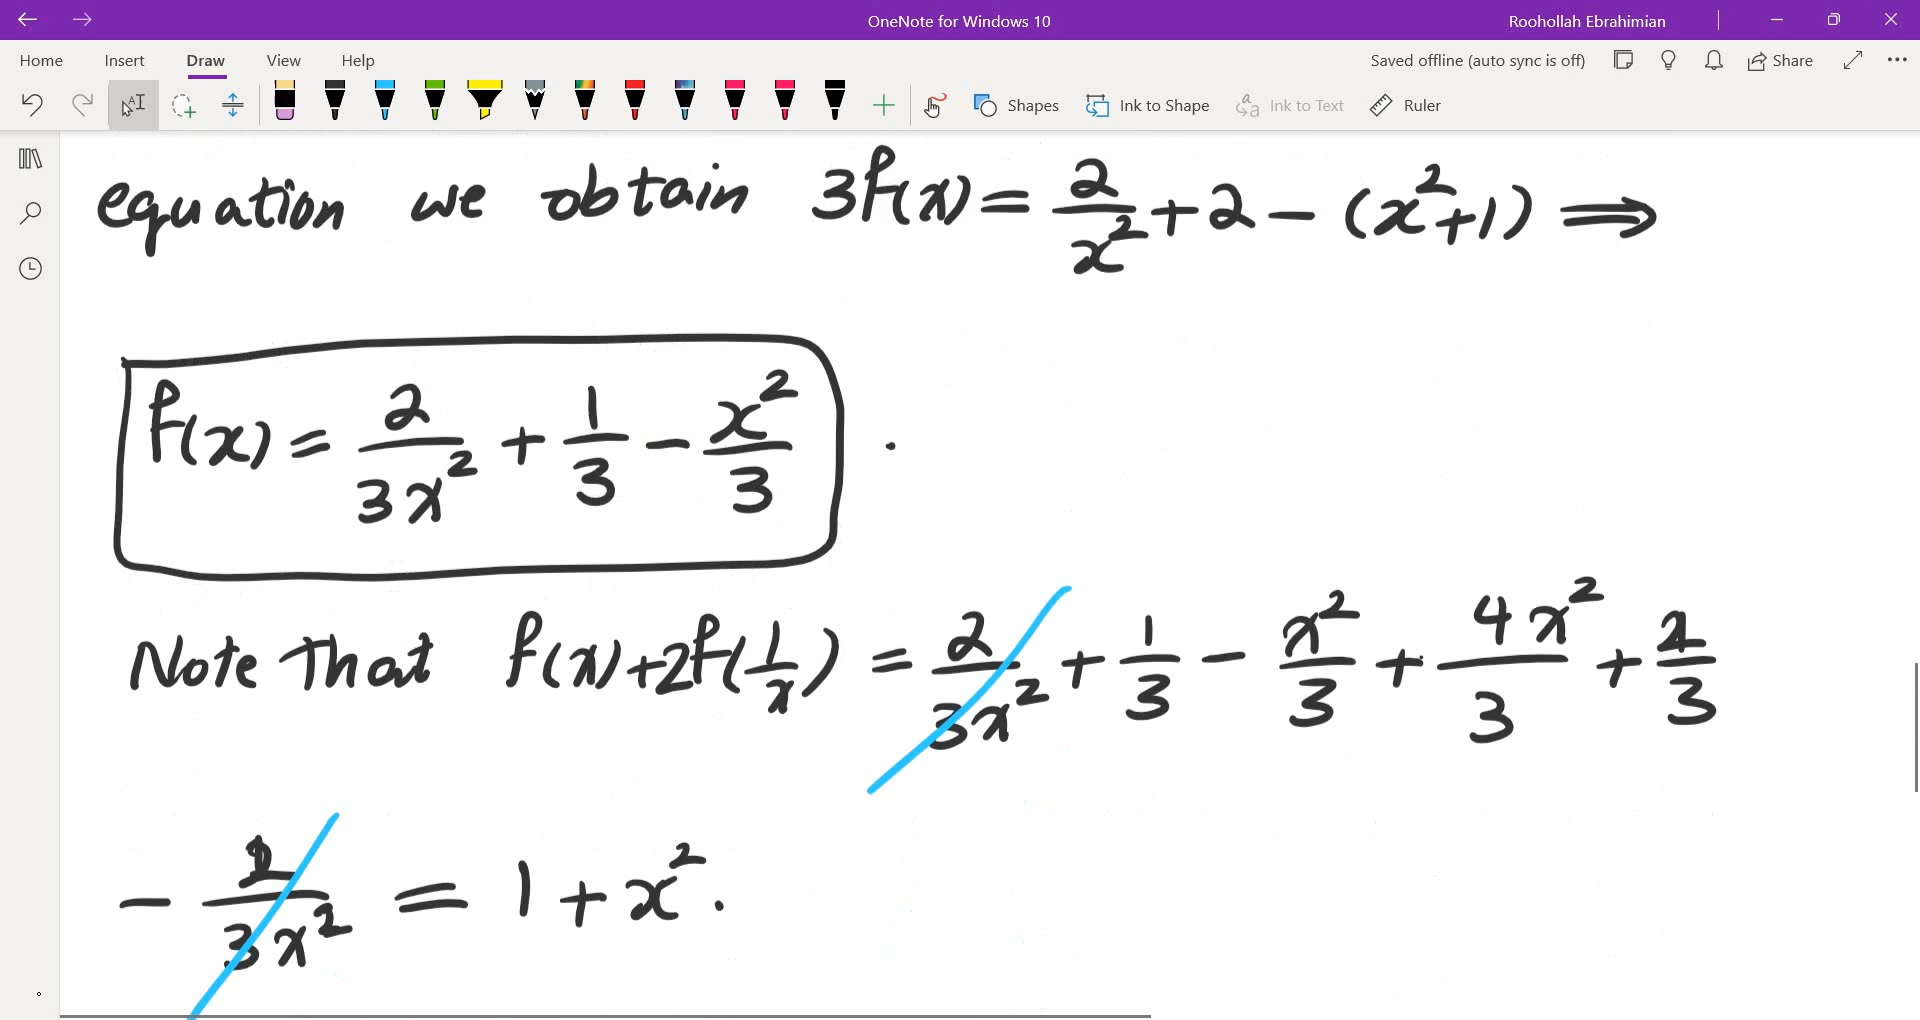 OneNote for Windows 10
Roohollah Ebrahimian
Home Insert Draw View Help
Saved offline (auto sync is off) Share
Shapes Ink to Shape Ink to Text Ruler
equation we obtain 3f(x) = 2/x² + 2 - (x²+1) ⟹
f(x) = 2/3x² + 1/3 - x²/3 .
Note that f(x)+2f(1/x) = 2/3x² + 1/3 - x²/3 + 4x²/3 + 2/3
- 2/3x² = 1 + x².